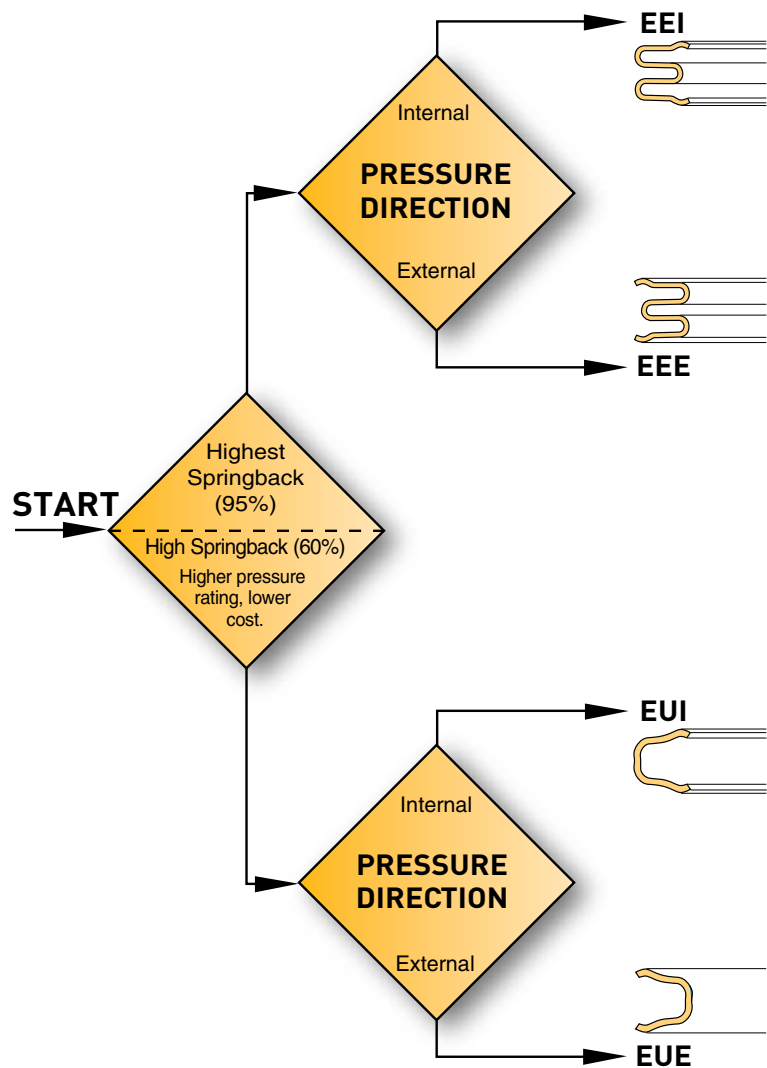 EEI
Internal
PRESSURE
DIRECTION
External
EEE
Highest
Springback
(95%)
START
High Springback (60%)
Higher pressure
rating, lower
cost.
EUI
Internal
PRESSURE
DIRECTION
External
EUE